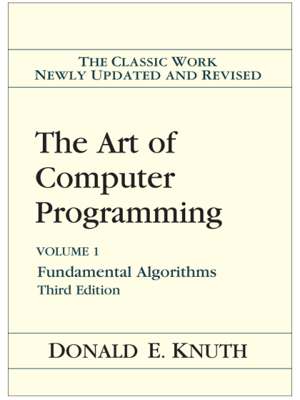 THE CLASSIC WORK
NEWLY UPDATED AND REVISED
The Art of
Computer
Programming
VOLUME 1
Fundamental Algorithms
Third Edition
DONALD E. KNUTH